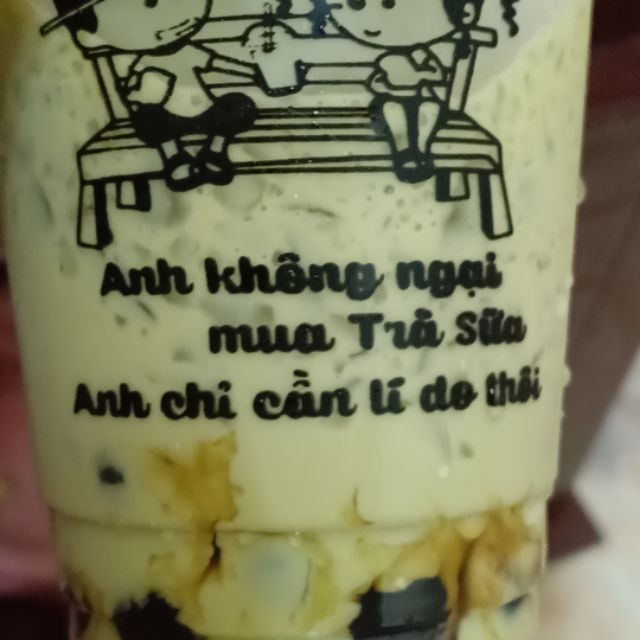 Anh không ngại
mua Trà Sữa
Anh chỉ cần lí do thôi